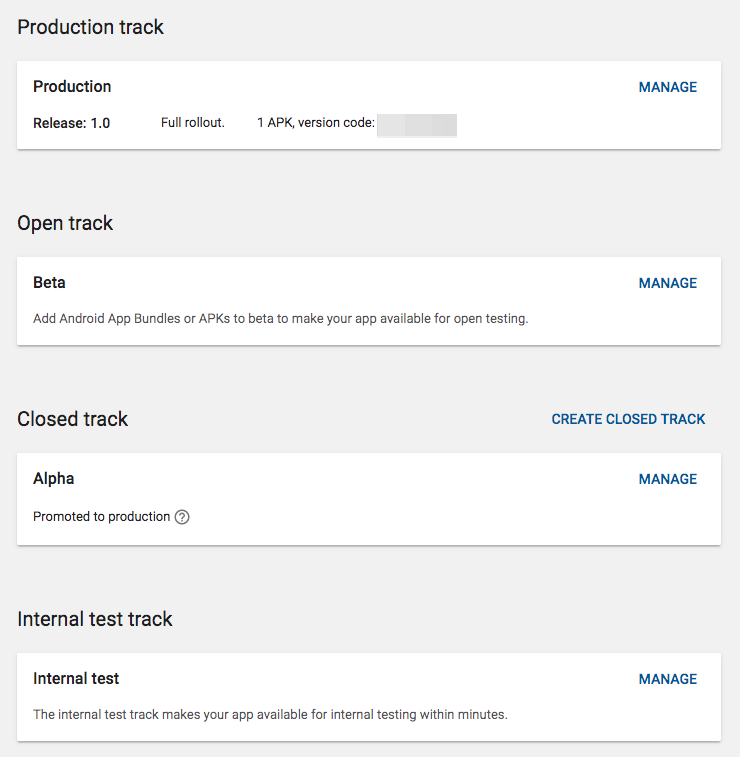 Production track
Production MANAGE
Release: 1.0 Full rollout. 1 APK, version code:
Open track
Beta MANAGE
Add Android App Bundles or APKs to beta to make your app available for open testing.
Closed track CREATE CLOSED TRACK
Alpha MANAGE
Promoted to production ?
Internal test track
Internal test MANAGE
The internal test track makes your app available for internal testing within minutes.